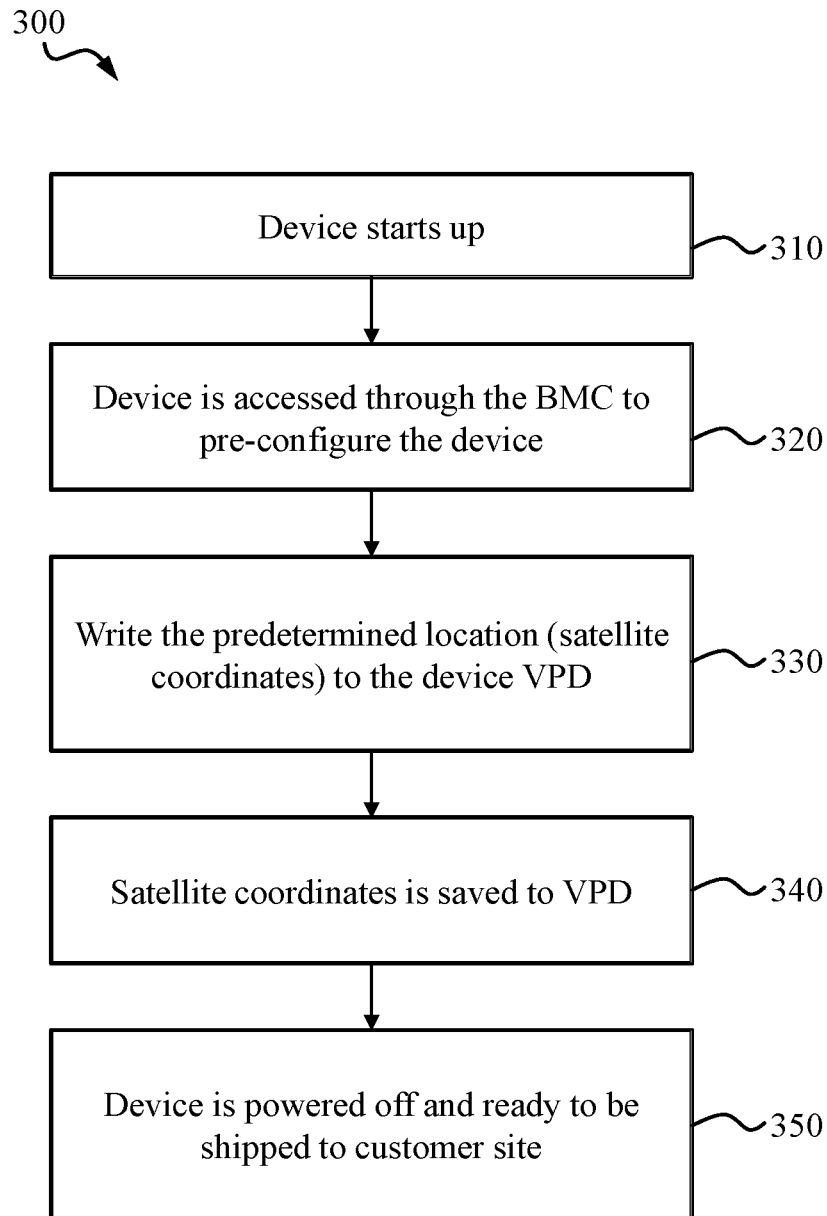 300
Device starts up
310
Device is accessed through the BMC to
pre-configure the device
320
Write the predetermined location (satellite
coordinates) to the device VPD
330
Satellite coordinates is saved to VPD
340
Device is powered off and ready to be
shipped to customer site
350